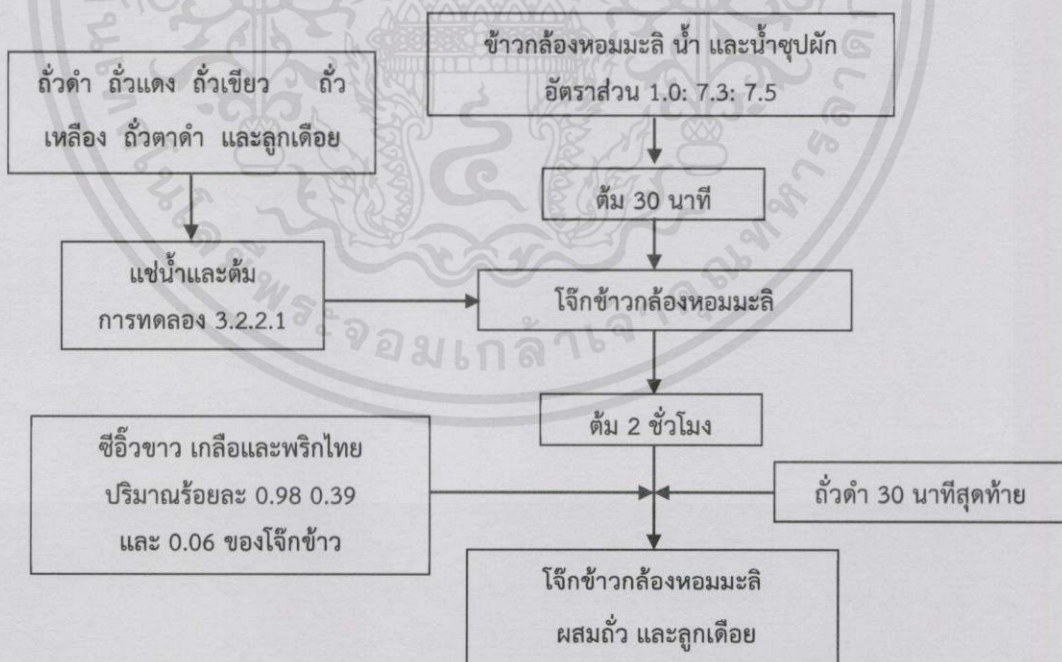 ข้าวกล้องหอมมะลิ น้ำ และน้ำซุปผัก
อัตราส่วน 1.0: 7.3: 7.5
ถั่วดำ ถั่วแดง ถั่วเขียว ถั่ว
เหลือง ถั่วตาดำ และลูกเดือย
ต้ม 30 นาที
แช่น้ำและต้ม
การทดลอง 3.2.2.1
โจ๊กข้าวกล้องหอมมะลิ
ต้ม 2 ชั่วโมง
ซีอิ๊วขาว เกลือและพริกไทย
ปริมาณร้อยละ 0.98 0.39
และ 0.06 ของโจ๊กข้าว
ถั่วดำ 30 นาทีสุดท้าย
โจ๊กข้าวกล้องหอมมะลิ
ผสมถั่ว และลูกเดือย